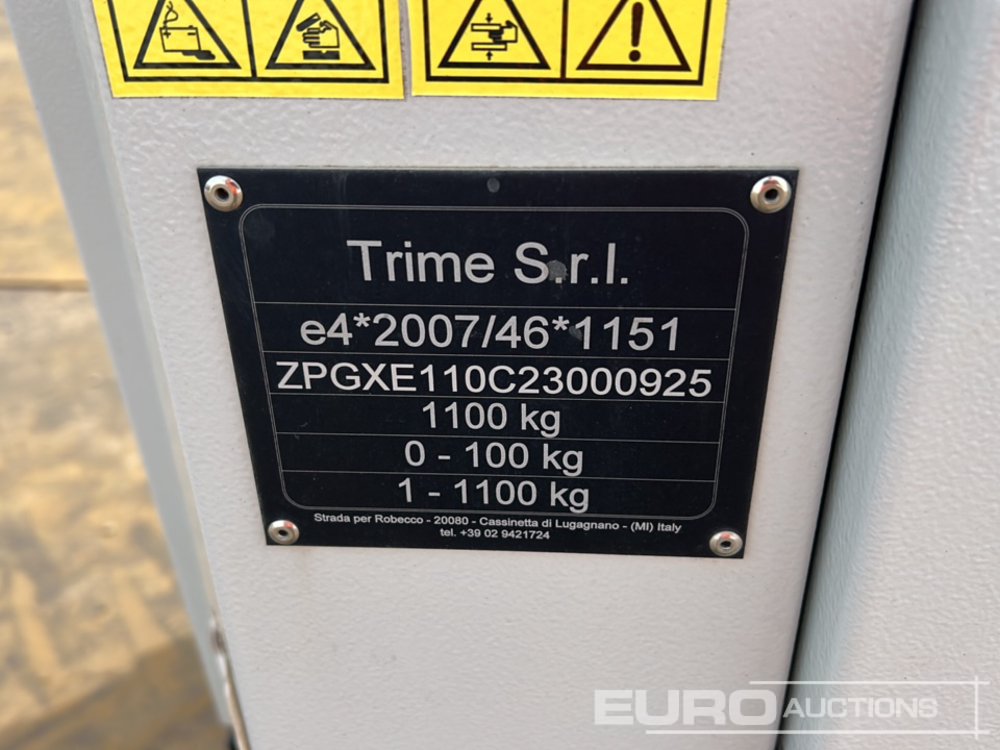 Trime S.r.l.
e4*2007/46*1151
ZPGXE110C23000925
1100 kg
0 - 100 kg
1 - 1100 kg
Strada per Robecco - 20080 - Cassinetta di Lugagnano - (MI) Italy
tel. +39 02 9421724
EURO AUCTIONS